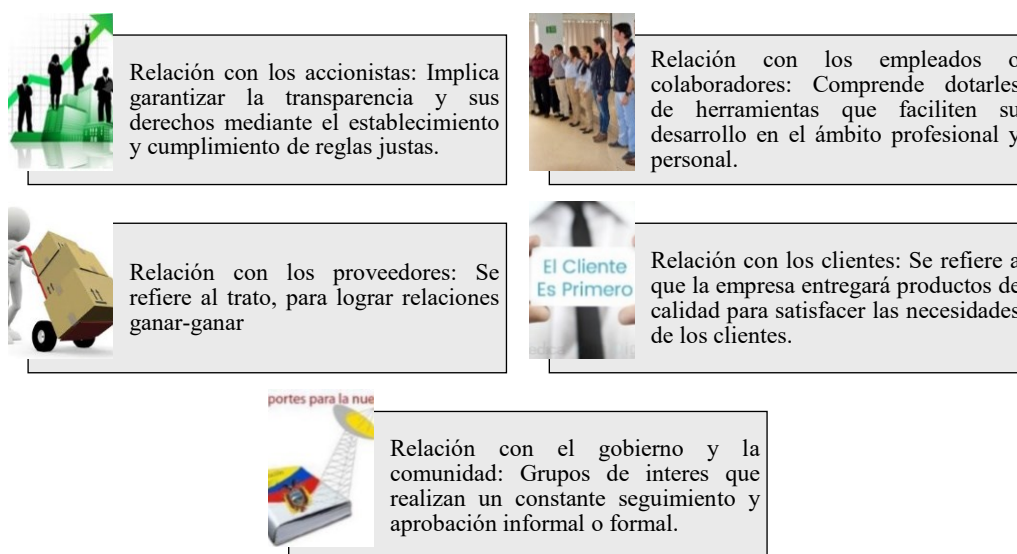 Relación con los accionistas: Implica
garantizar la transparencia y sus
derechos mediante el establecimiento
y cumplimiento de reglas justas.
Relación con los empleados o
colaboradores: Comprende dotarles
de herramientas que faciliten su
desarrollo en el ámbito profesional y
personal.
Relación con los proveedores: Se
refiere al trato, para lograr relaciones
ganar-ganar
El Cliente
Es Primero
Relación con los clientes: Se refiere a
que la empresa entregará productos de
calidad para satisfacer las necesidades
de los clientes.
portes para la nue
Relación con el gobierno y la
comunidad: Grupos de interes que
realizan un constante seguimiento y
aprobación informal o formal.